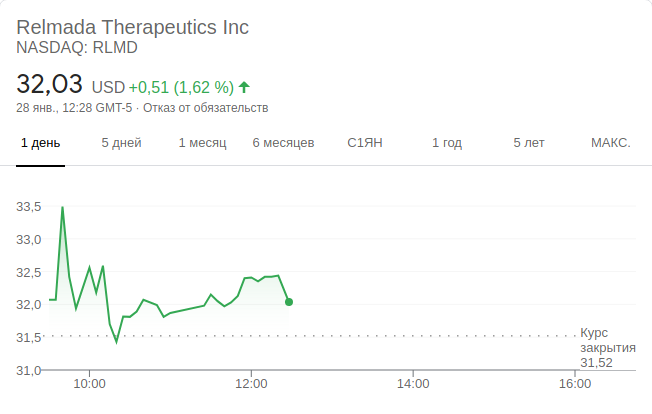 Relmada Therapeutics Inc
NASDAQ: RLMD
32,03 USD +0,51 (1,62 %)
28 янв., 12:28 GMT-5 · Отказ от обязательств
1 день 5 дней 1 месяц 6 месяцев С1ЯН 1 год 5 лет МАКС.
33,5
33,0
32,5
32,0
31,5
31,0
Курс
закрытия
31,52
10:00 12:00 14:00 16:00